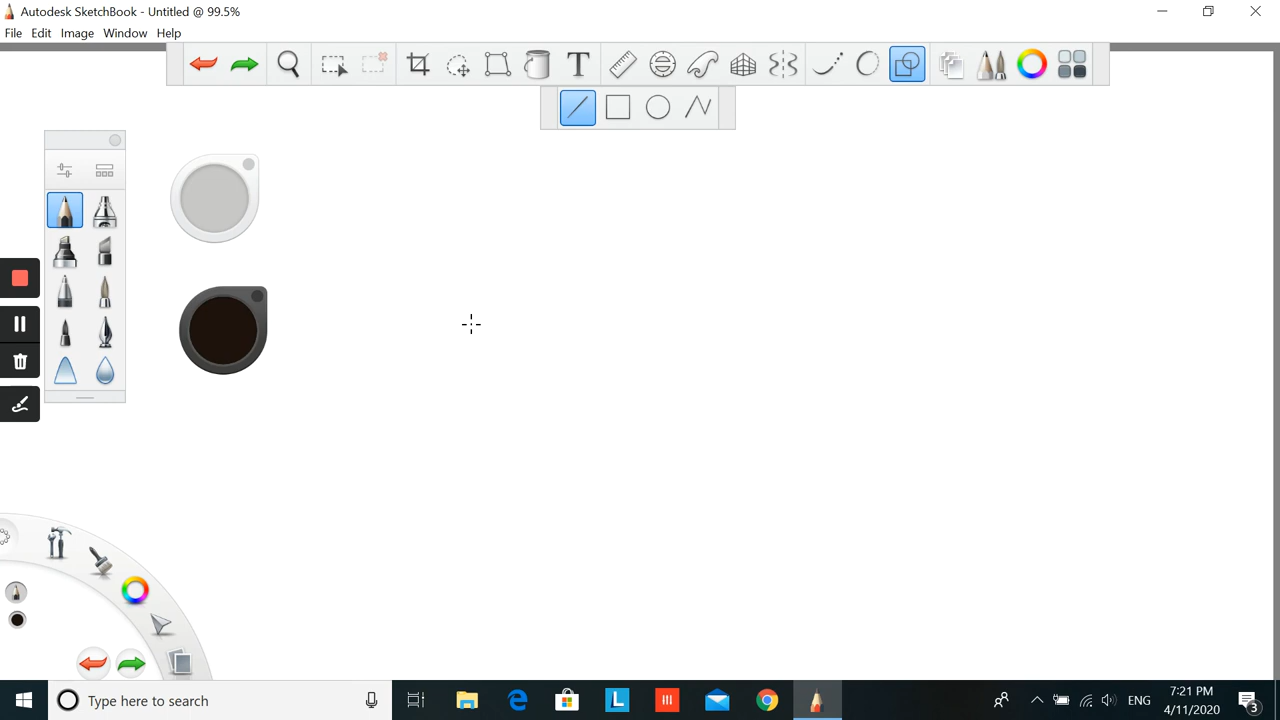 Autodesk SketchBook - Untitled @ 99.5%
File Edit Image Window Help
T
Type here to search
L
ENG
7:21 PM
4/11/2020
3